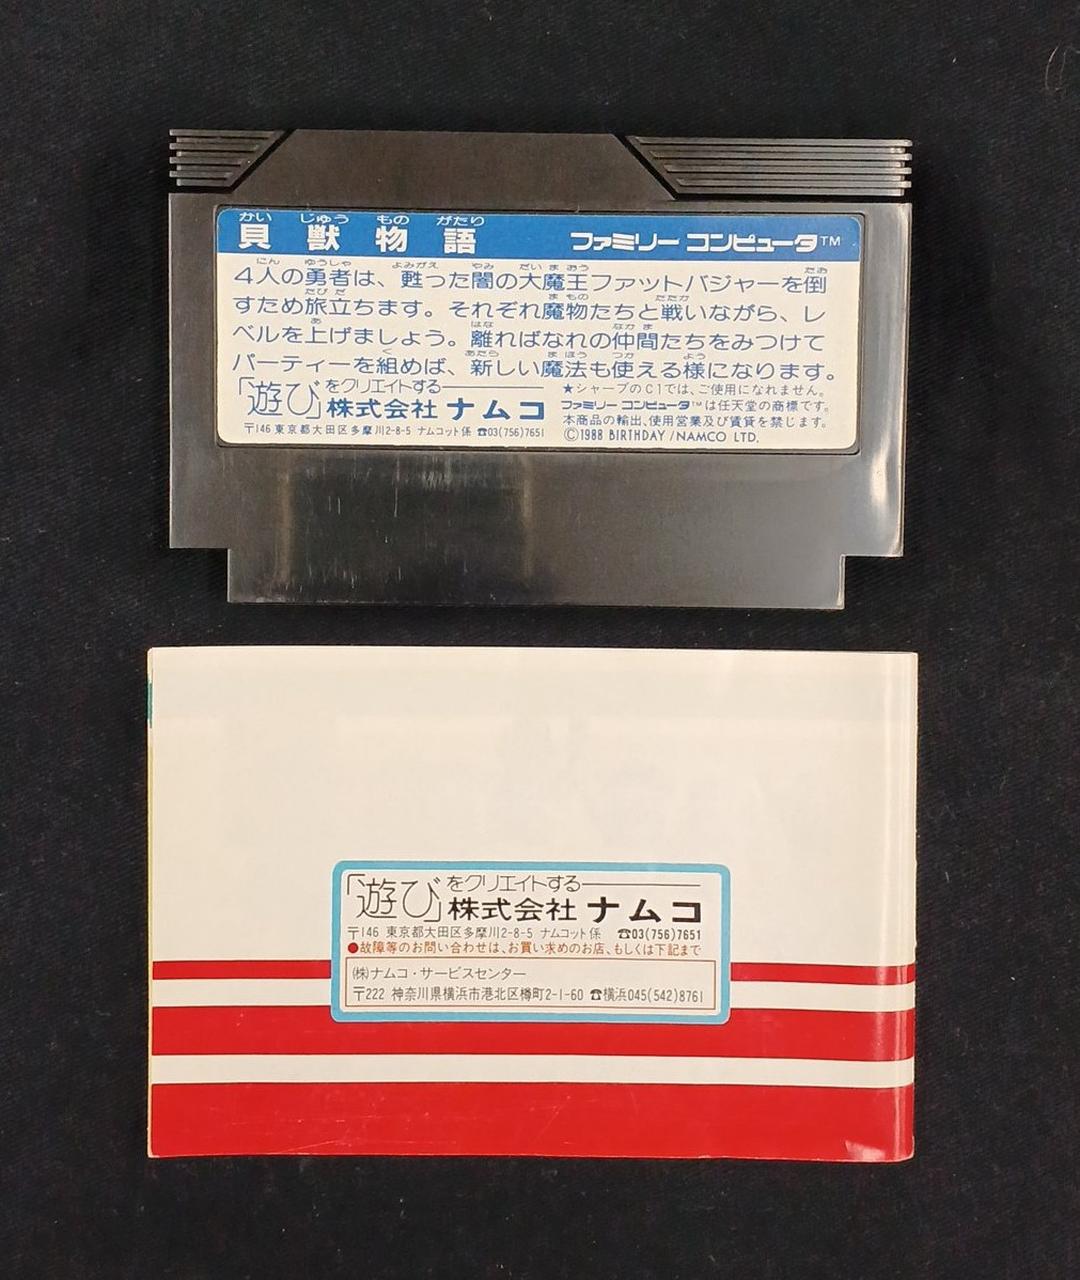 かい じゅう もの がたり
貝獣物語 ファミリー コンピュータ™
にん ゆうしゃ よみがえ やみ だい ま おう たお
4人の勇者は、甦った闇の大魔王ファットバジャーを倒
たび だ ま もの たたか
すため旅立ちます。それぞれ魔物たちと戦いながら、レ
あ はな なか ま
ベルを上げましょう。離ればなれの仲間たちをみつけて
く あたら ま ほう つか よう
パーティーを組めば、新しい魔法も使える様になります。
「遊び」をクリエイトする
株式会社 ナムコ
〒146 東京都大田区多摩川2-8-5 ナムコット係 ☎03(756)7651
★シャープのC1では、ご使用になれません。
ファミリー コンピュータ™は任天堂の商標です。
本商品の輸出、使用営業及び賃貸を禁じます。
©1988 BIRTHDAY/NAMCO LTD.
「遊び」をクリエイトする
株式会社 ナムコ
〒146 東京都大田区多摩川2-8-5 ナムコット係 ☎03(756)7651
●故障等のお問い合わせは、お買い求めのお店、もしくは下記まで
(株)ナムコ・サービスセンター
〒222 神奈川県横浜市港北区樽町2-1-60 ☎横浜045(542)8761